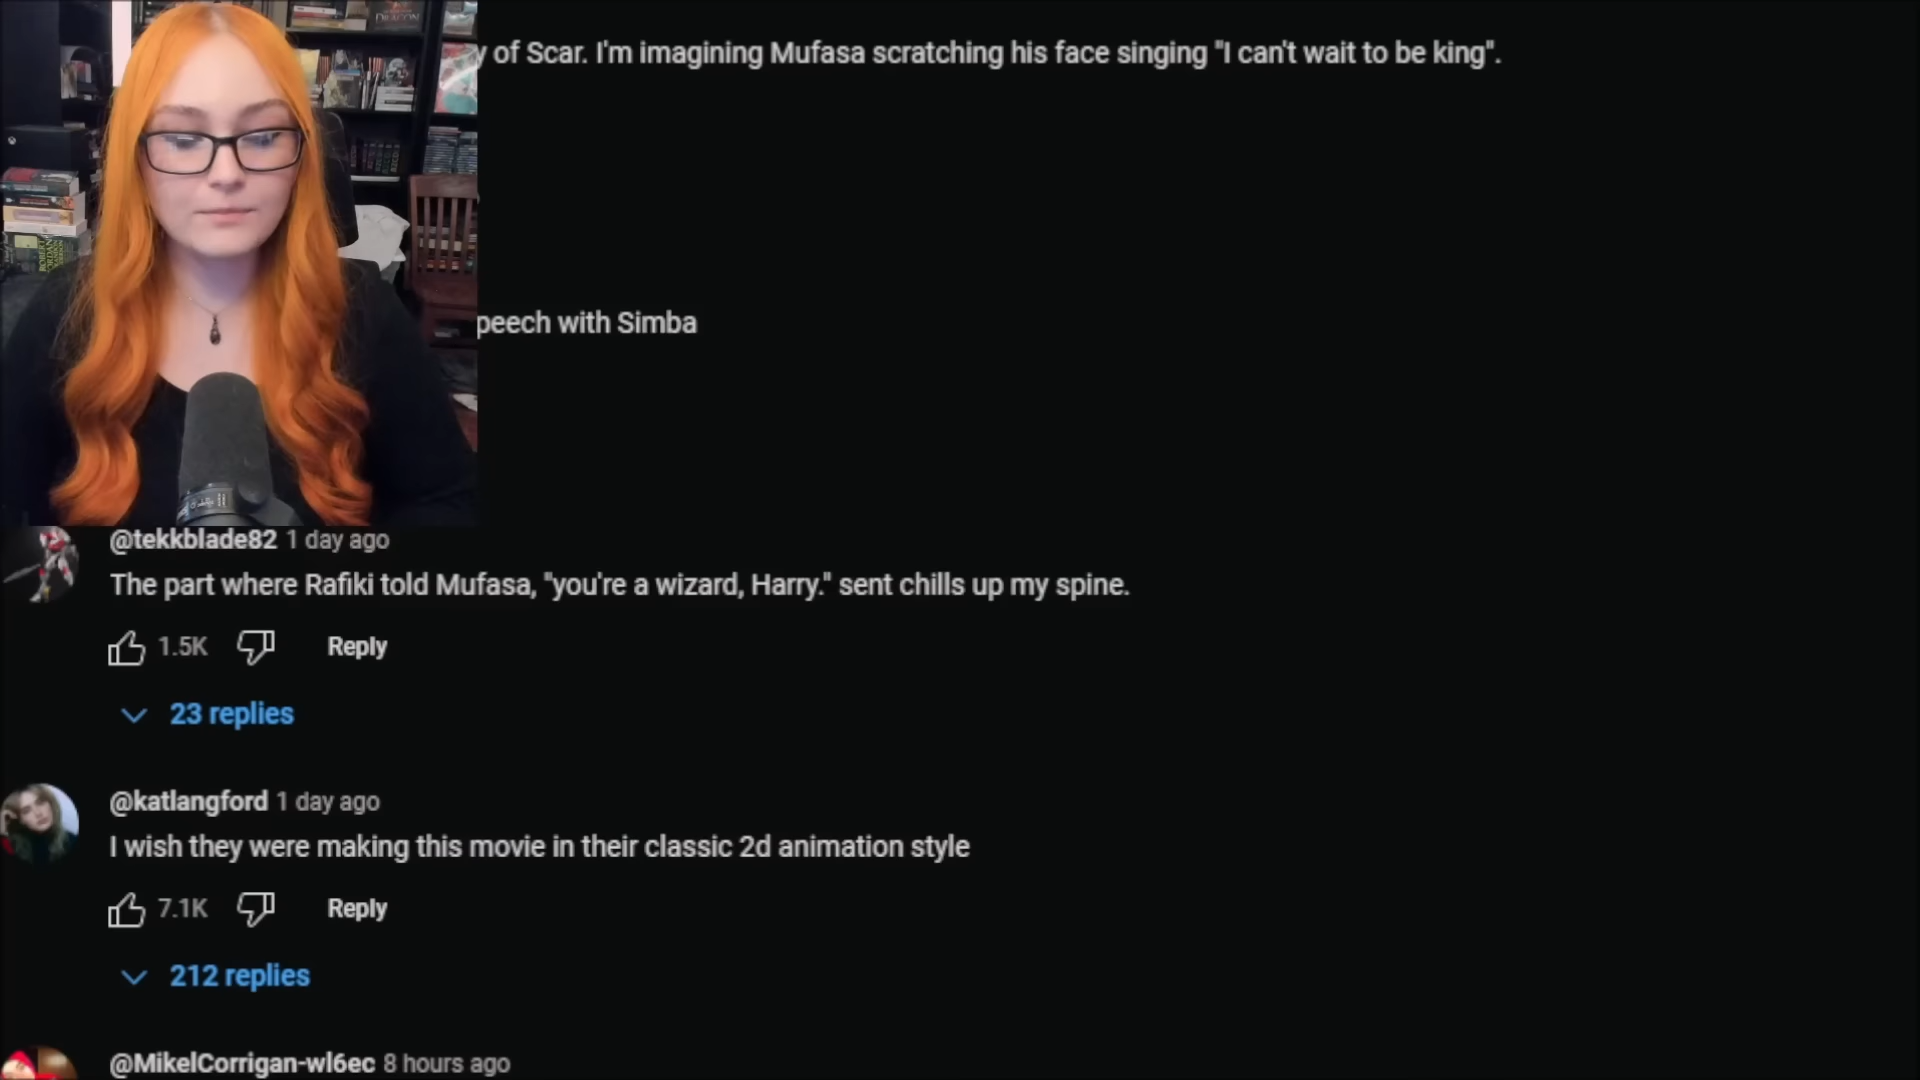 DRAGON
y of Scar. I'm imagining Mufasa scratching his face singing "I can't wait to be king".
ROBERT
JORDAN
peech with Simba
@tekkblade82 1 day ago
The part where Rafiki told Mufasa, "you're a wizard, Harry." sent chills up my spine.
1.5K Reply
23 replies
@katlangford 1 day ago
I wish they were making this movie in their classic 2d animation style
7.1K Reply
212 replies
@MikelCorrigan-wl6ec 8 hours ago